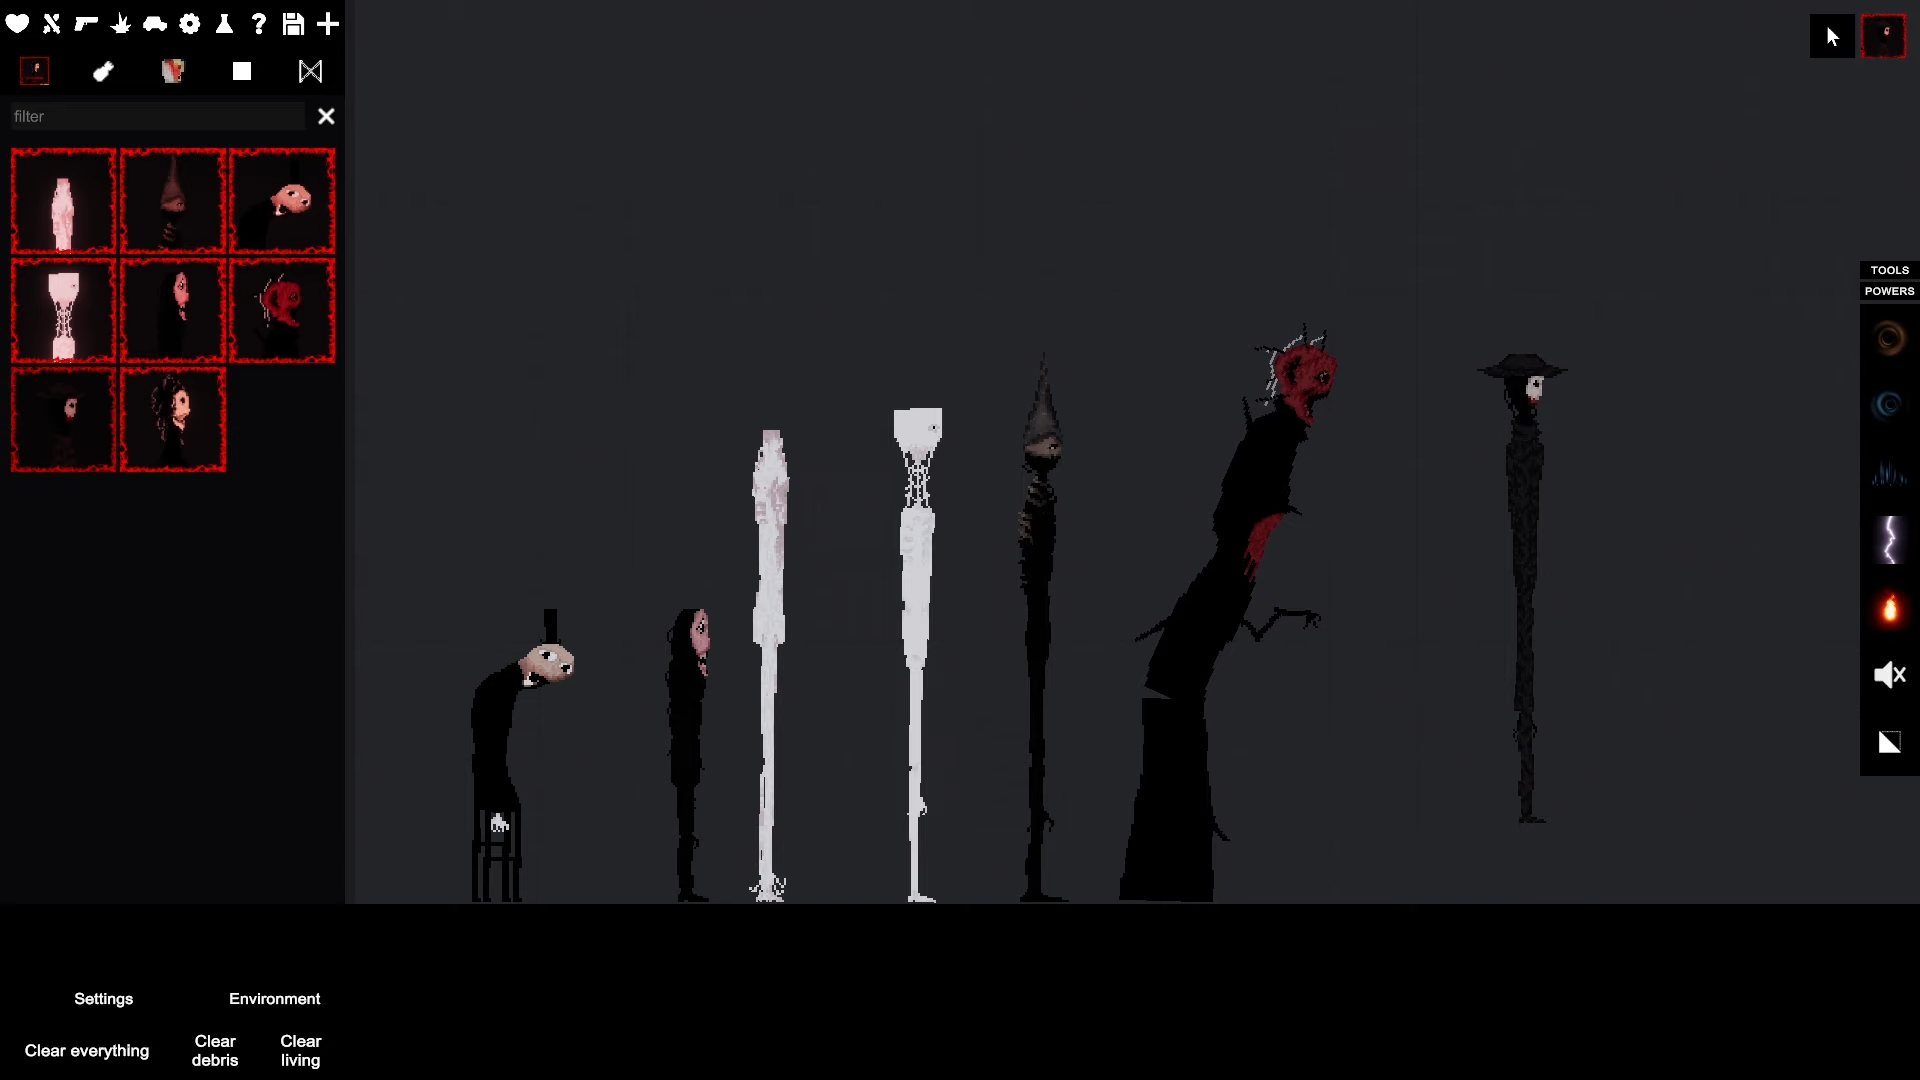 filter
TOOLS
POWERS
Settings
Environment
Clear everything
Clear
debris
Clear
living